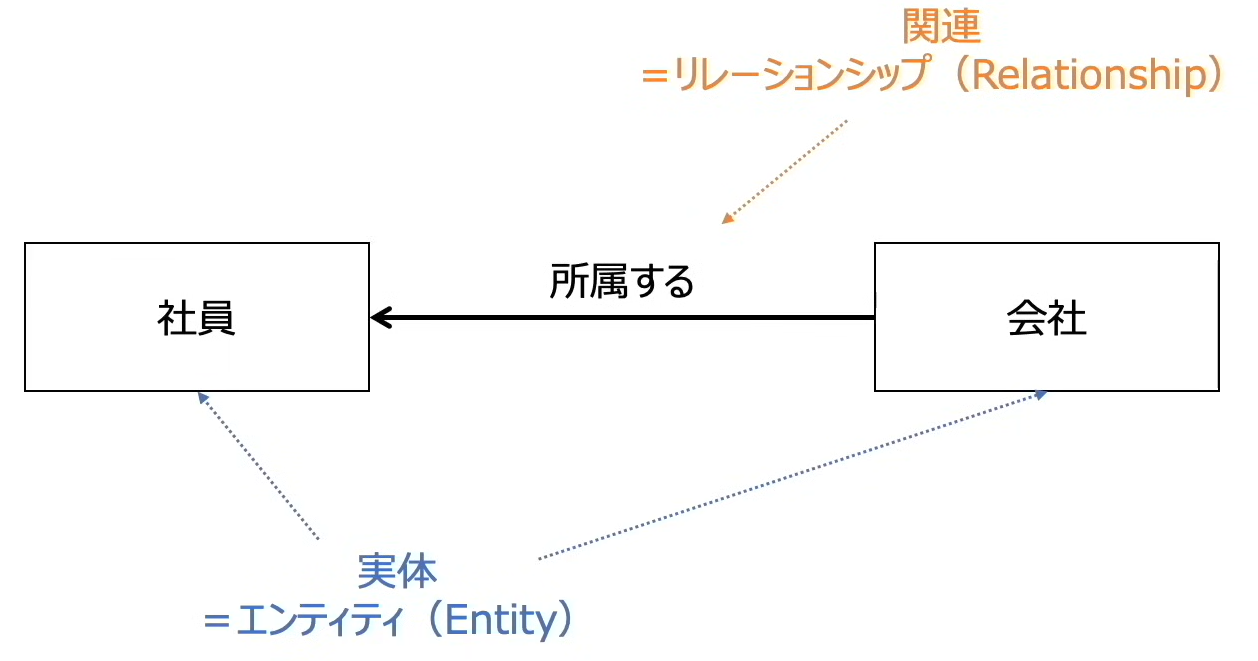 関連
＝リレーションシップ（Relationship）
所属する
社員
会社
実体
＝エンティティ（Entity）